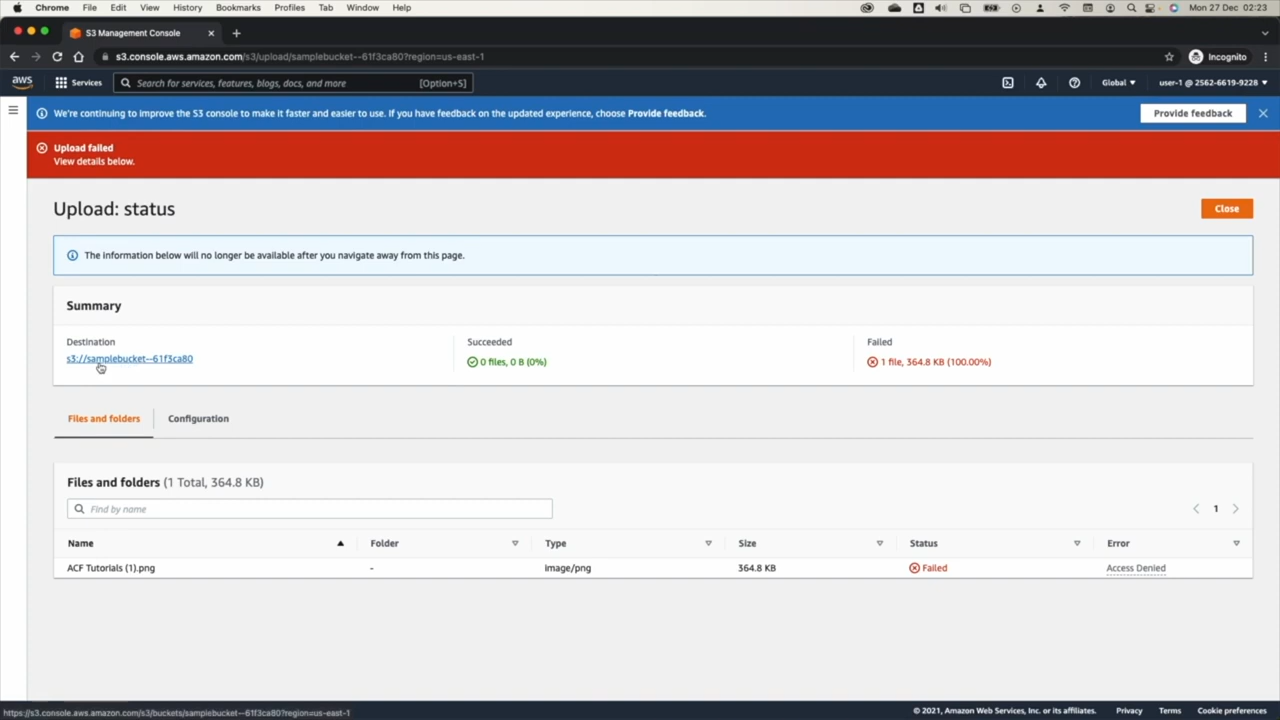 Chrome File Edit View History Bookmarks Profiles Tab Window Help Mon 27 Dec 02:23
S3 Management Console
s3.console.aws.amazon.com/s3/upload/samplebucket--61f3ca80?region=us-east-1 Incognito
aws Services Search for services, features, blogs, docs, and more [Option+S] Global user-1 @ 2562-6619-9228
We're continuing to improve the S3 console to make it faster and easier to use. If you have feedback on the updated experience, choose Provide feedback. Provide feedback
Upload failed
View details below.
Upload: status Close
The information below will no longer be available after you navigate away from this page.
Summary
Destination Succeeded Failed
s3://samplebucket--61f3ca80 0 files, 0 B (0%) 1 file, 364.8 KB (100.00%)
Files and folders Configuration
Files and folders (1 Total, 364.8 KB)
Find by name 1
Name Folder Type Size Status Error
ACF Tutorials (1).png - image/png 364.8 KB Failed Access Denied
https://s3.console.aws.amazon.com/s3/buckets/samplebucket--61f3ca80?region=us-east-1 © 2021, Amazon Web Services, Inc. or its affiliates. Privacy Terms Cookie preferences